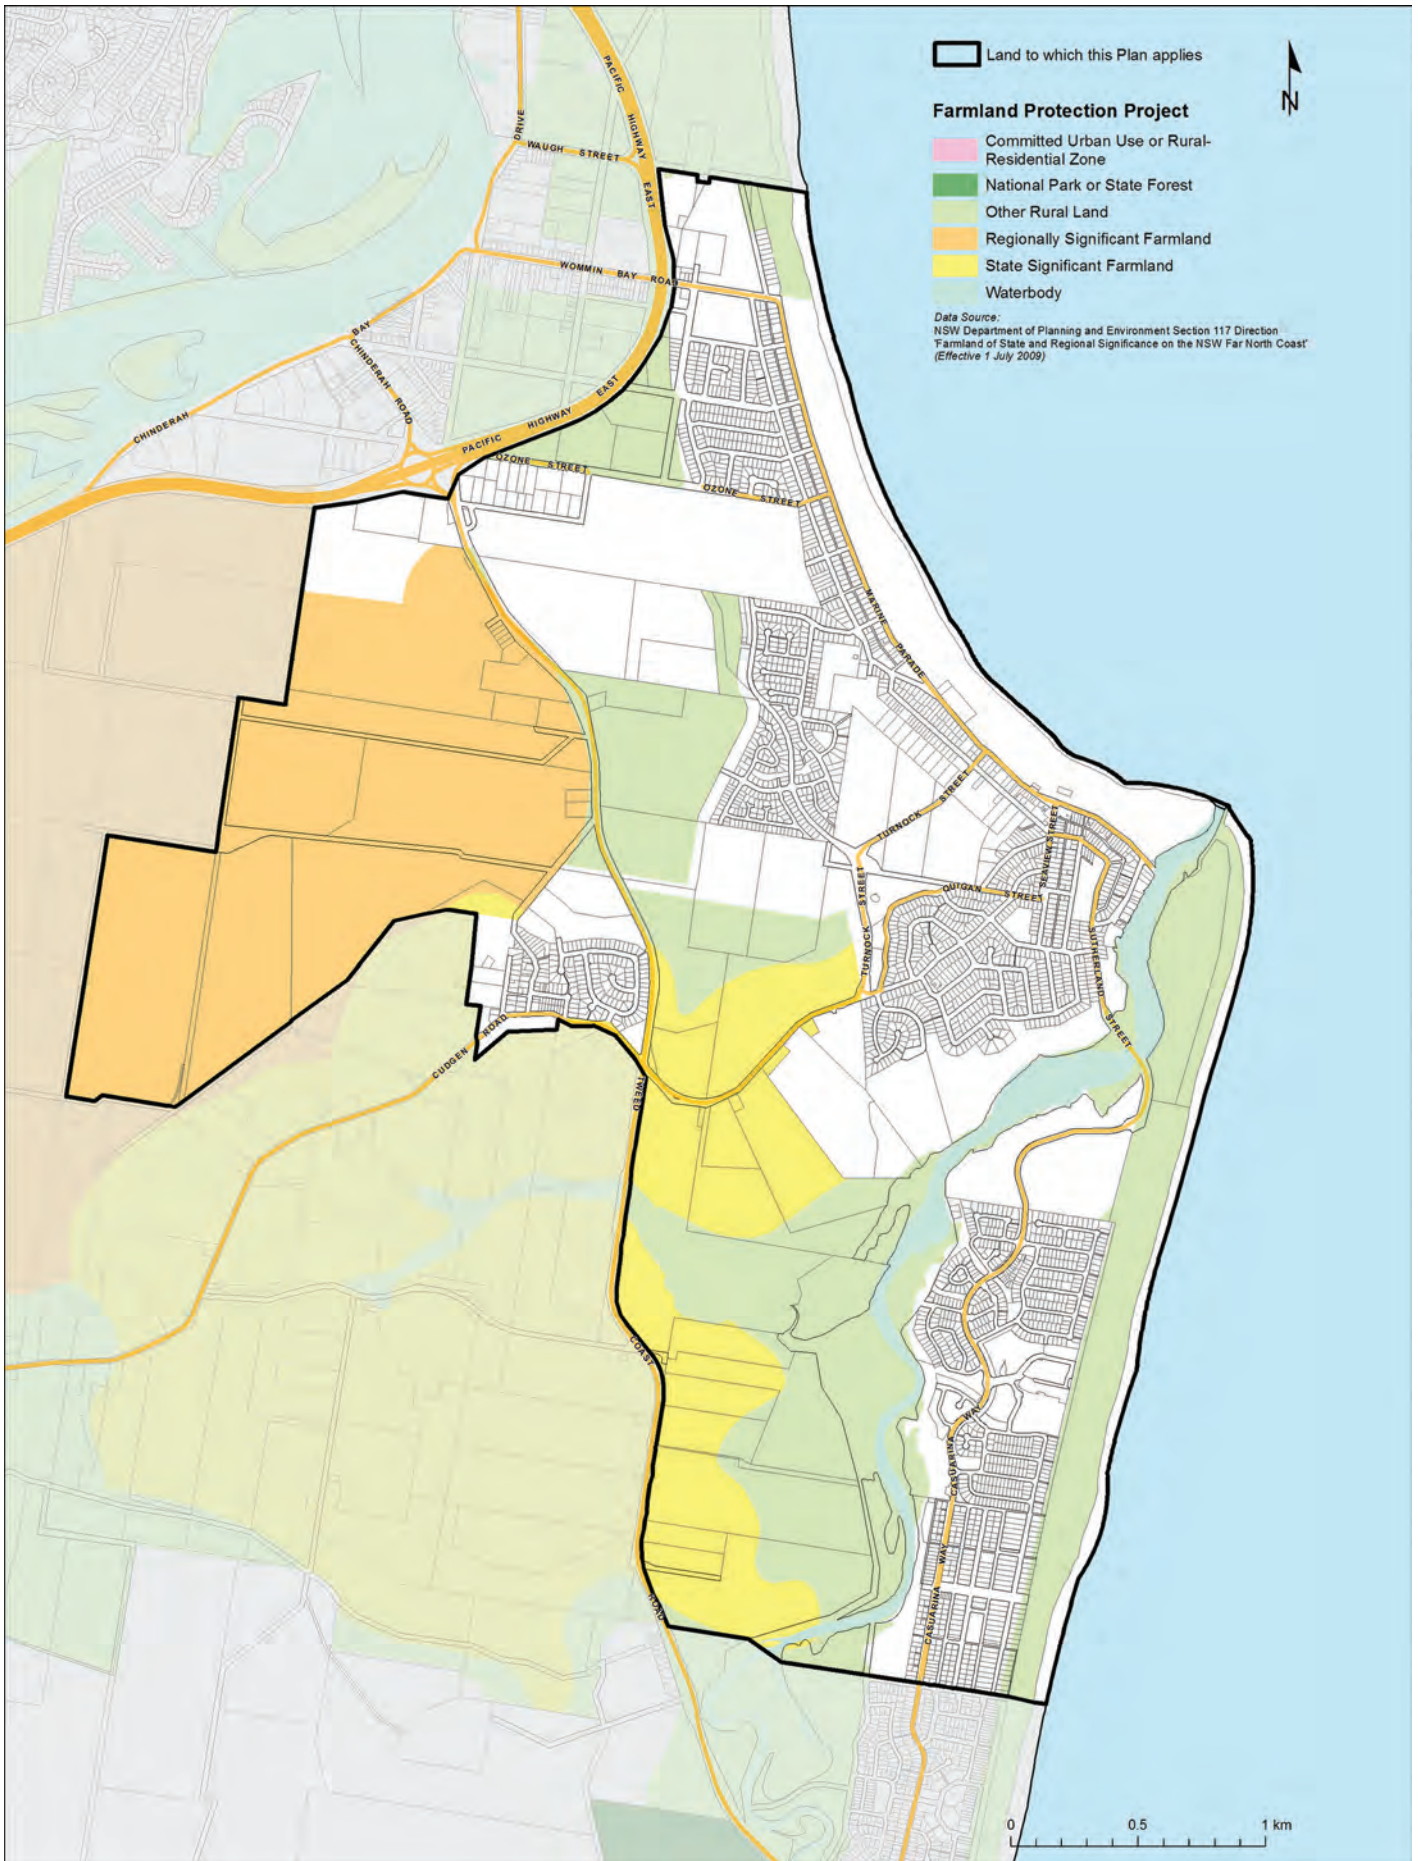 Land to which this Plan applies
N
Farmland Protection Project
Committed Urban Use or Rural-
Residential Zone
National Park or State Forest
Other Rural Land
Regionally Significant Farmland
State Significant Farmland
Waterbody
Data Source:
NSW Department of Planning and Environment Section 117 Direction
'Farmland of State and Regional Significance on the NSW Far North Coast'
(Effective 1 July 2009)
PACIFIC HIGHWAY EAST
DRIVE
WAUGH STREET
WOMMIN BAY ROAD
CHINDERAH BAY
CHINDERAH ROAD
PACIFIC HIGHWAY EAST
OZONE STREET
OZONE STREET
MARINE PARADE
TURNOCK STREET
SEAVIEW STREET
QUIGAN STREET
TURNOCK STREET
SUTHERLAND STREET
CUDGEN ROAD
TWEED
COAST
ROAD
CASUARINA WAY
CASUARINA WAY
0 0.5 1 km